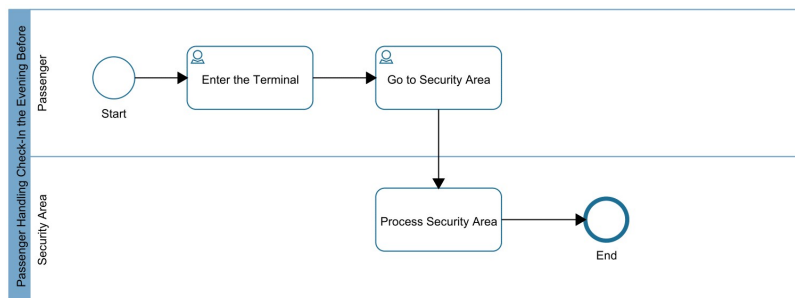 Passenger Handling Check-In the Evening Before
Passenger
Start
Enter the Terminal
Go to Security Area
Security Area
Process Security Area
End